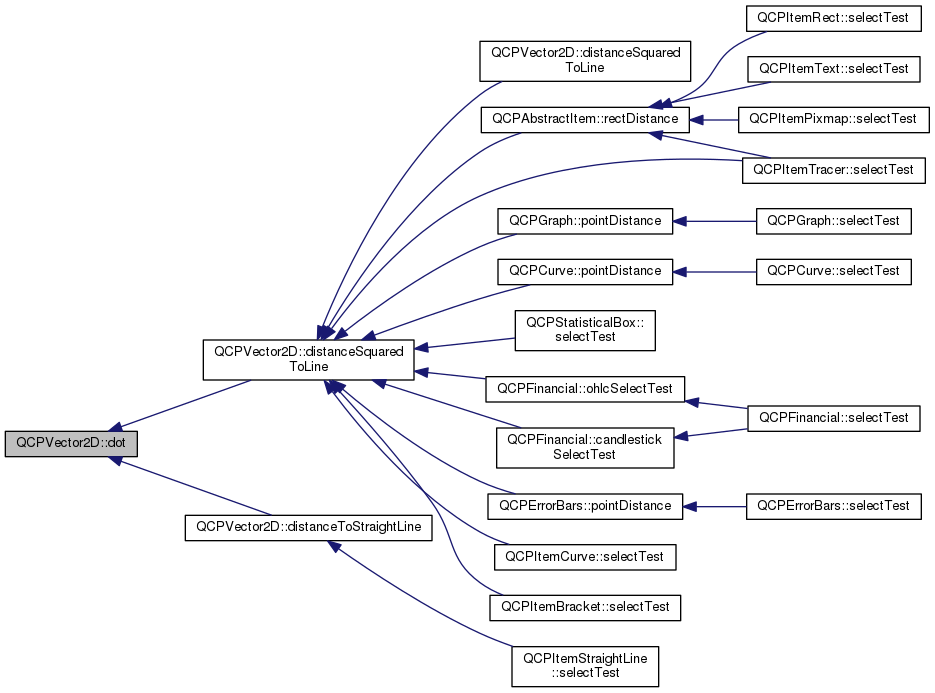 QCPItemRect::selectTest
QCPVector2D::distanceSquared
ToLine
QCPItemText::selectTest
QCPAbstractItem::rectDistance
QCPItemPixmap::selectTest
QCPItemTracer::selectTest
QCPGraph::pointDistance
QCPGraph::selectTest
QCPCurve::pointDistance
QCPCurve::selectTest
QCPStatisticalBox::
selectTest
QCPVector2D::distanceSquared
ToLine
QCPFinancial::ohlcSelectTest
QCPFinancial::selectTest
QCPVector2D::dot
QCPFinancial::candlestick
SelectTest
QCPErrorBars::pointDistance
QCPErrorBars::selectTest
QCPVector2D::distanceToStraightLine
QCPItemCurve::selectTest
QCPItemBracket::selectTest
QCPItemStraightLine
::selectTest